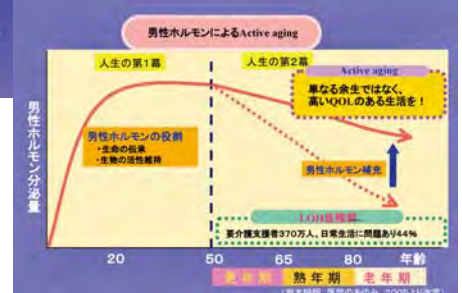 男性ホルモンによるActive aging
人生の第1幕
人生の第2幕
Active aging
単なる余生ではなく、
高いQOLのある生活を！
男性ホルモン分泌量
男性ホルモンの役割
・生命の伝承
・生物の活性維持
男性ホルモン補充
LOH症候群
要介護支援者370万人、日常生活に問題あり44%
20
50
65
80
年齢
更年期
熟年期
老年期